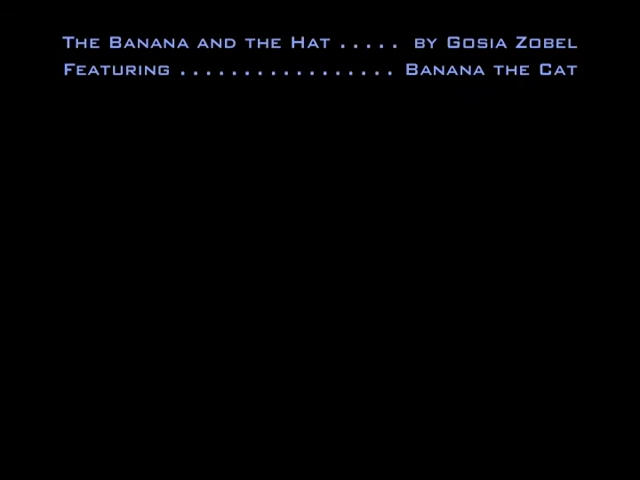 The Banana and the Hat ..... by Gosia Zobel
Featuring ................. Banana the Cat